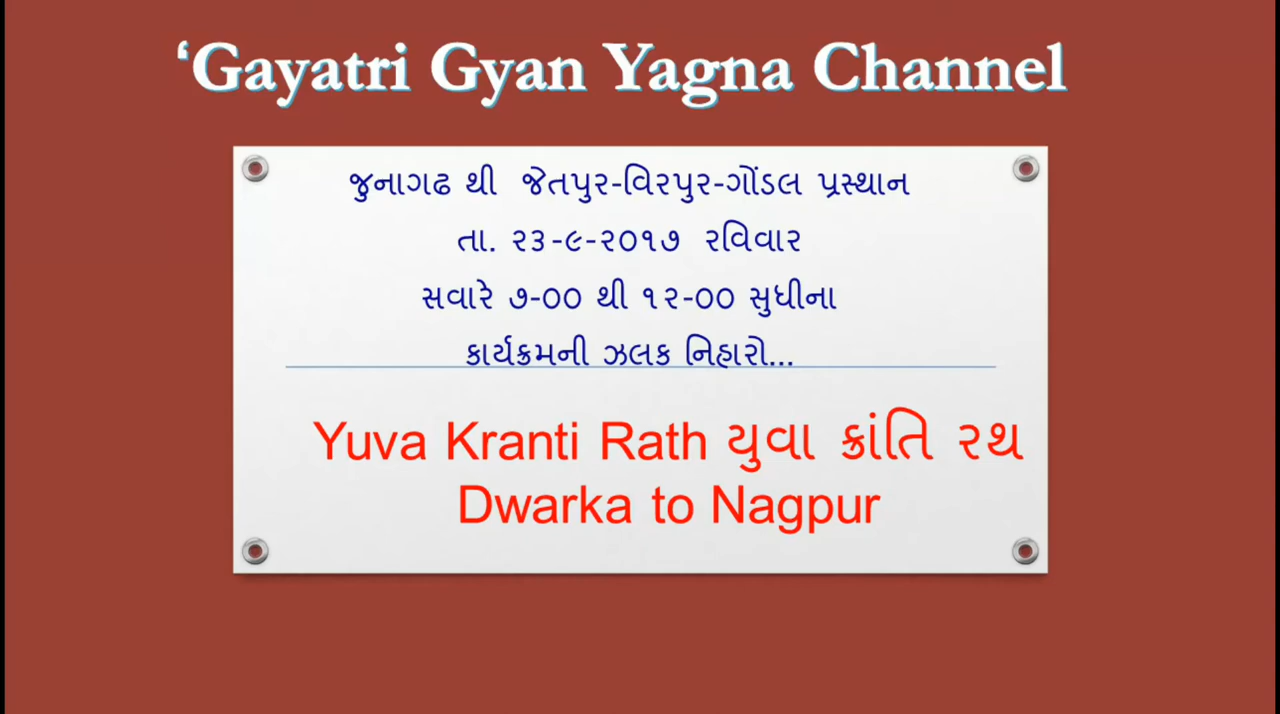 ‘Gayatri Gyan Yagna Channel
જુનાગઢ થી જેતપુર-વિરપુર-ગોંડલ પ્રસ્થાન
તા. ૨૩-૯-૨૦૧૭ રવિવાર
સવારે ૭-૦૦ થી ૧૨-૦૦ સુધીના
કાર્યક્રમની ઝલક નિહારો...
Yuva Kranti Rath યુવા ક્રાંતિ રથ
Dwarka to Nagpur